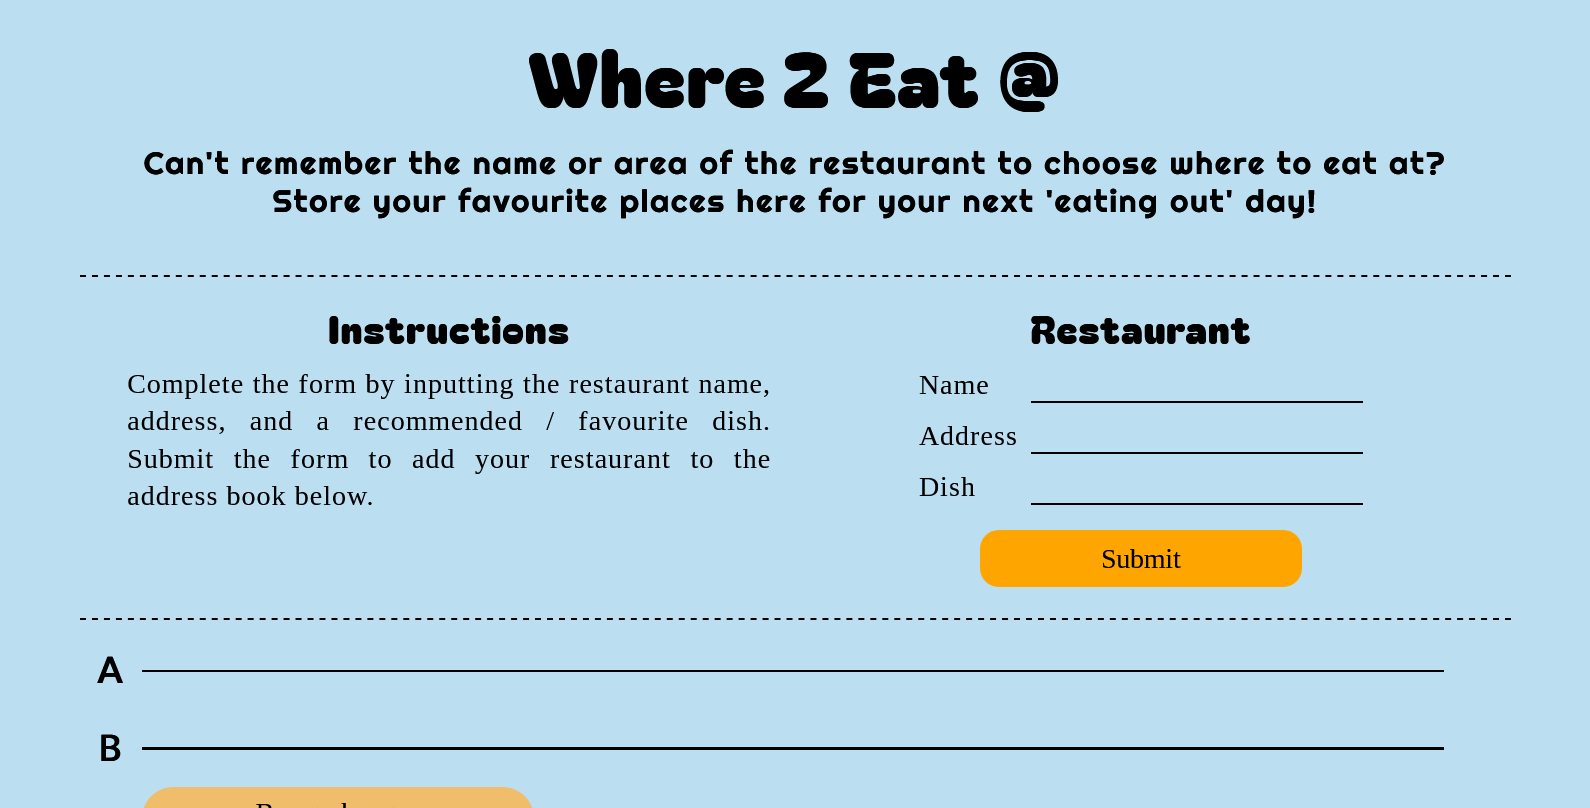 Where 2 Eat @
Can't remember the name or area of the restaurant to choose where to eat at?
Store your favourite places here for your next 'eating out' day!
Instructions
Complete the form by inputting the restaurant name,
address, and a recommended / favourite dish.
Submit the form to add your restaurant to the
address book below.
Restaurant
Name
Address
Dish
Submit
A
B